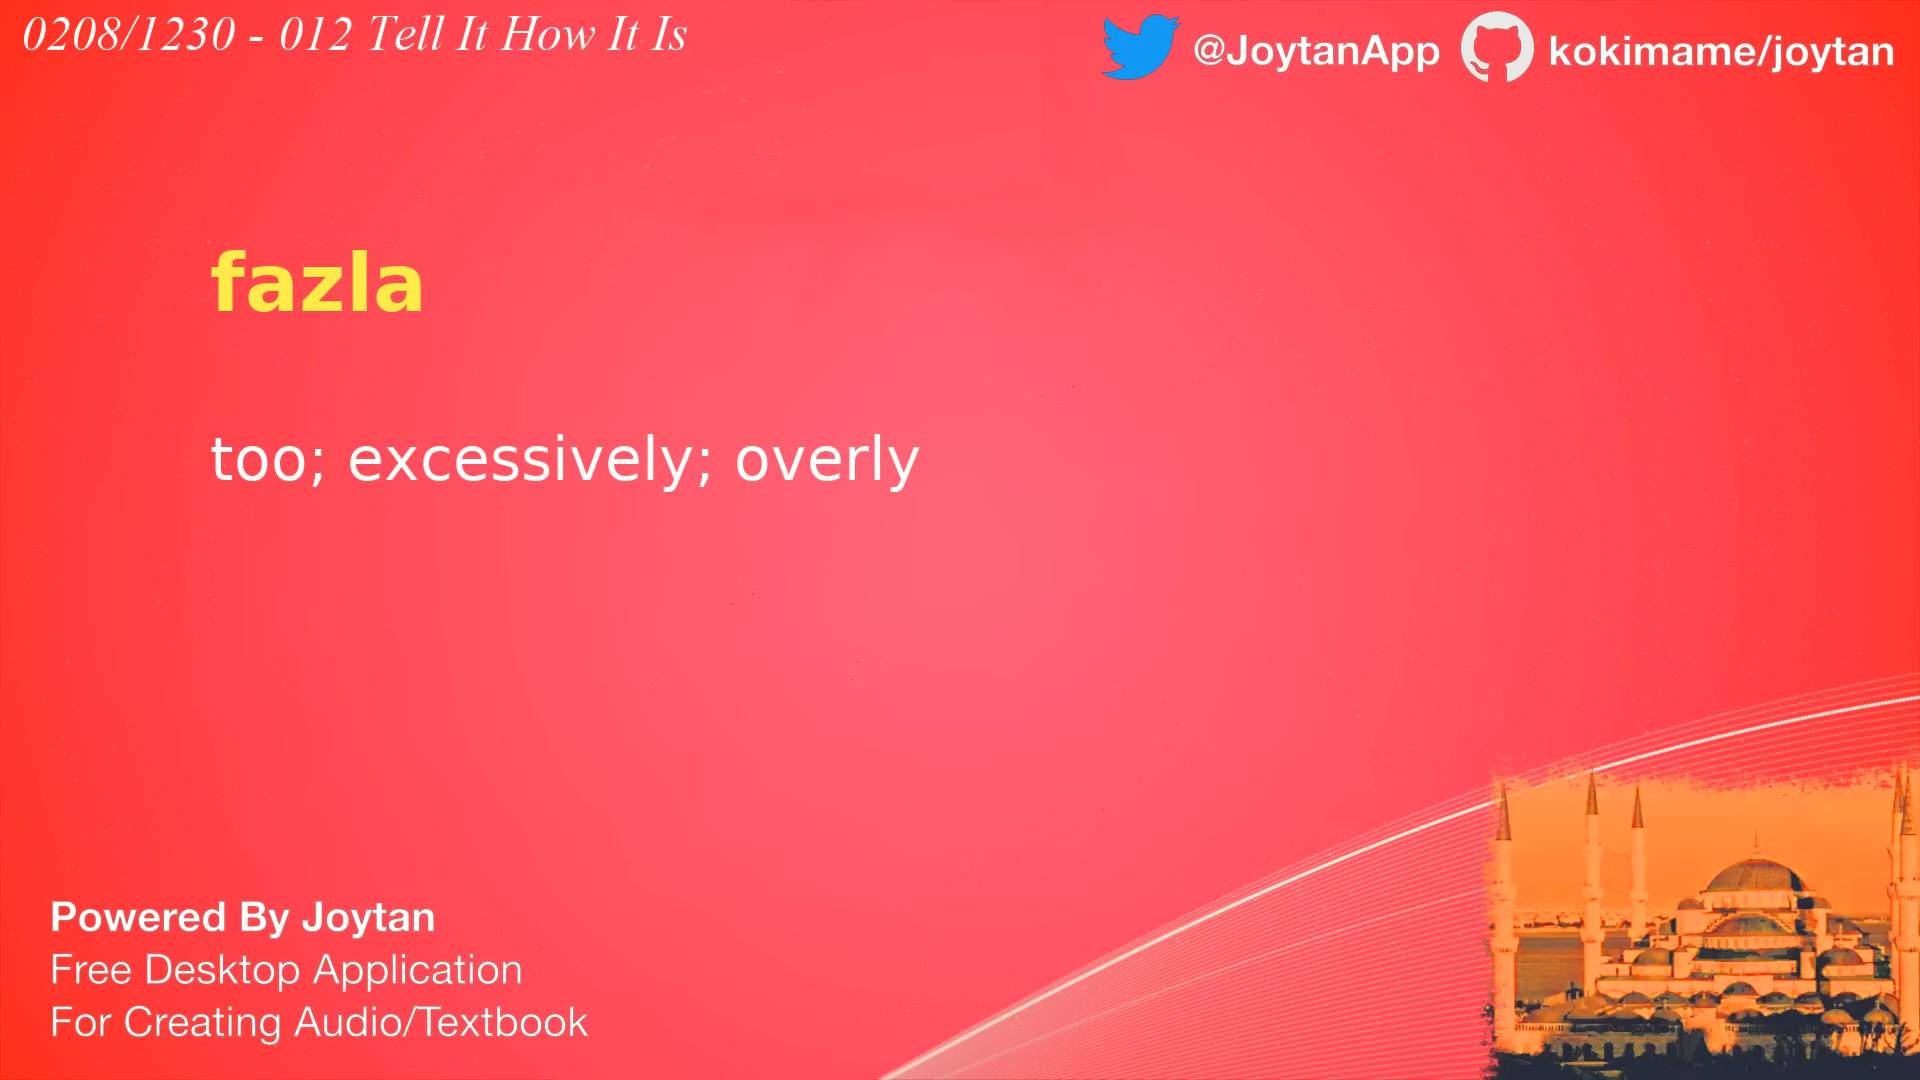 0208/1230 - 012 Tell It How It Is
@JoytanApp
kokimame/joytan
fazla
too; excessively; overly
Powered By Joytan
Free Desktop Application
For Creating Audio/Textbook